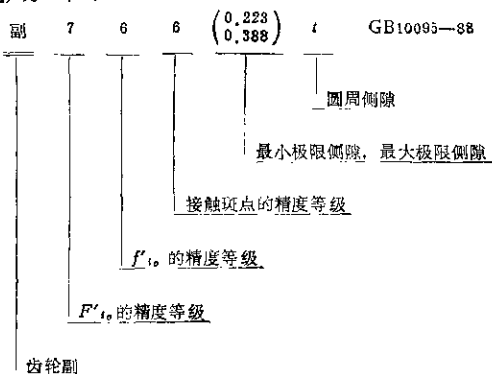 副 7 6 6 (0.223 0.388) t GB10095—88
圆周侧隙
最小极限侧隙，最大极限侧隙
接触斑点的精度等级
f′ᵢₒ 的精度等级
F′ᵢₒ 的精度等级
齿轮副